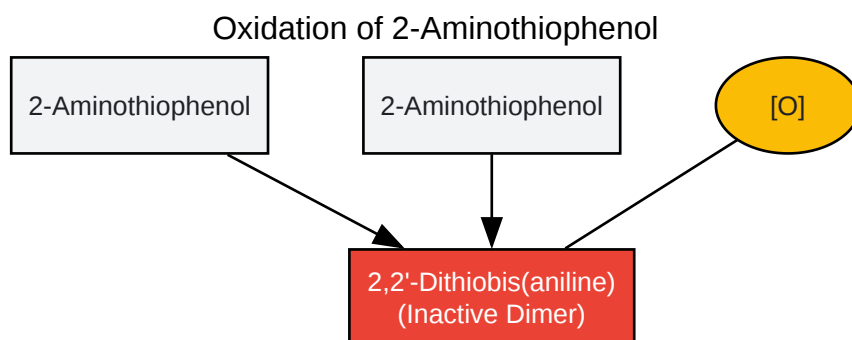 Oxidation of 2-Aminothiophenol
2-Aminothiophenol
2-Aminothiophenol
[O]
2,2'-Dithiobis(aniline)
(Inactive Dimer)